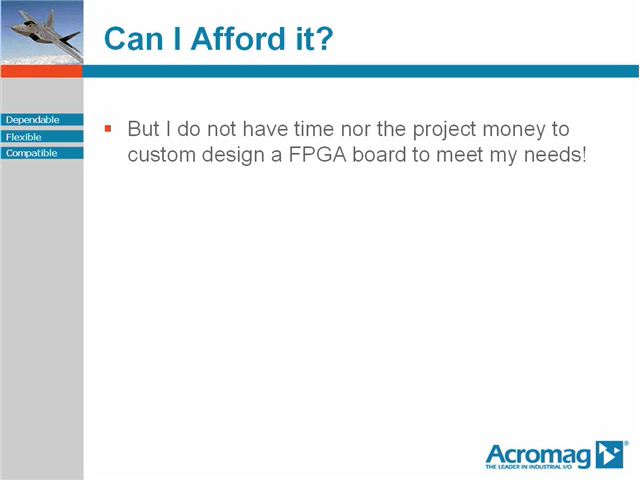 Can I Afford it?
Dependable
Flexible
Compatible
But I do not have time nor the project money to
custom design a FPGA board to meet my needs!
Acromag®
THE LEADER IN INDUSTRIAL I/O